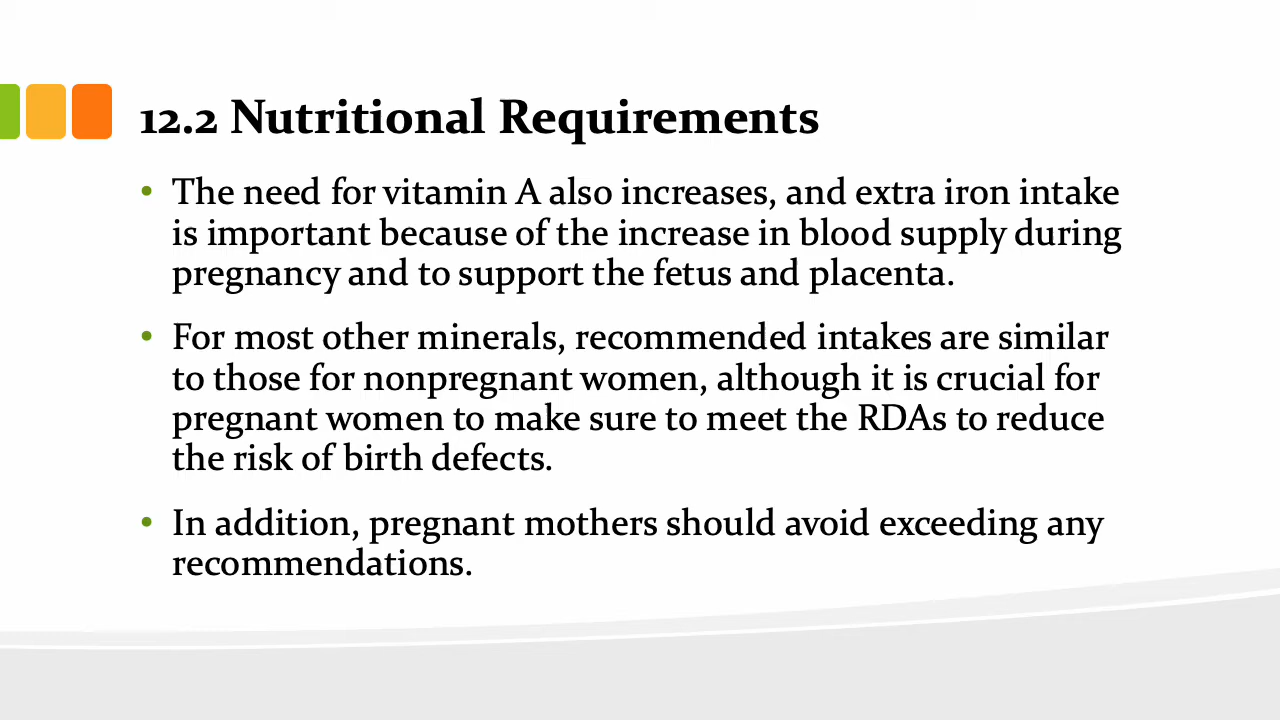 12.2 Nutritional Requirements
• The need for vitamin A also increases, and extra iron intake
is important because of the increase in blood supply during
pregnancy and to support the fetus and placenta.
• For most other minerals, recommended intakes are similar
to those for nonpregnant women, although it is crucial for
pregnant women to make sure to meet the RDAs to reduce
the risk of birth defects.
• In addition, pregnant mothers should avoid exceeding any
recommendations.